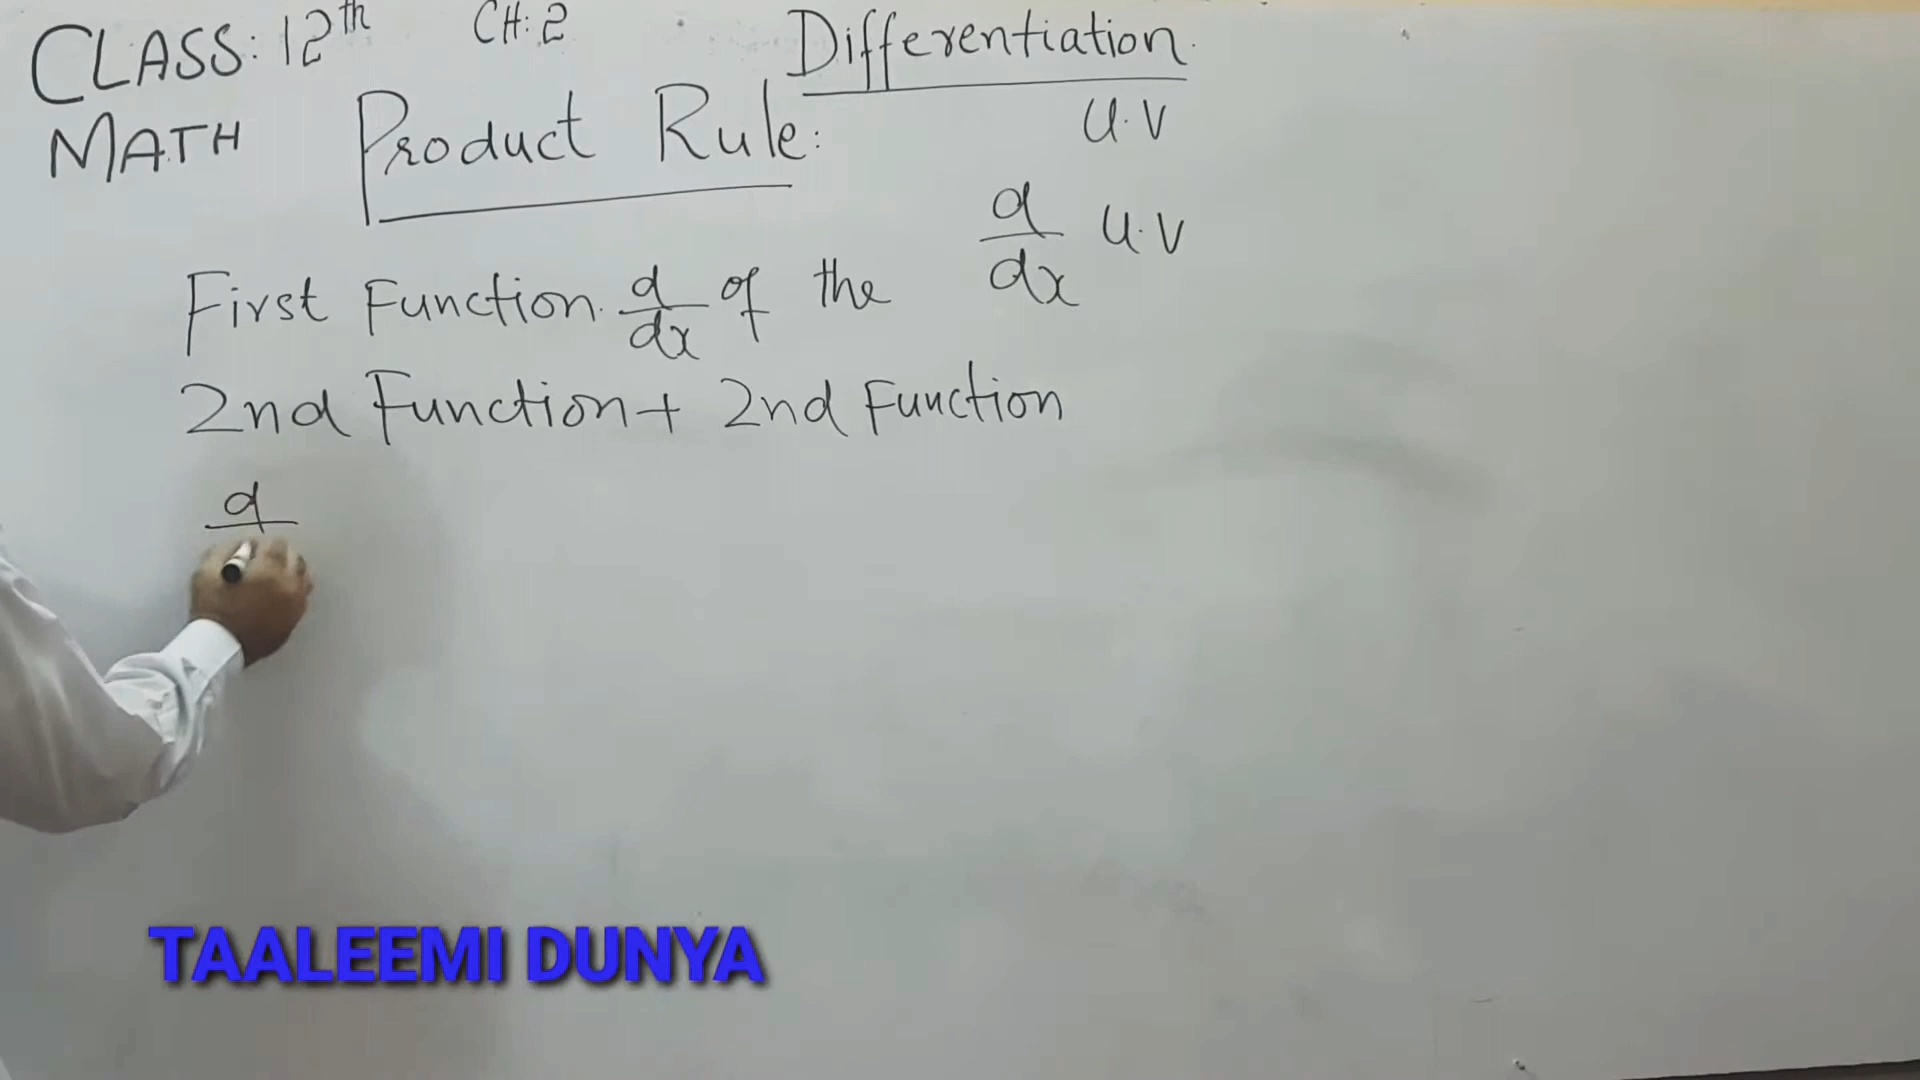 CLASS: 12th CH: 2 Differentiation
MATH Product Rule: u.v
d/dx u.v
First Function. d/dx of the
2nd Function + 2nd Function
d
TAALEEMI DUNYA